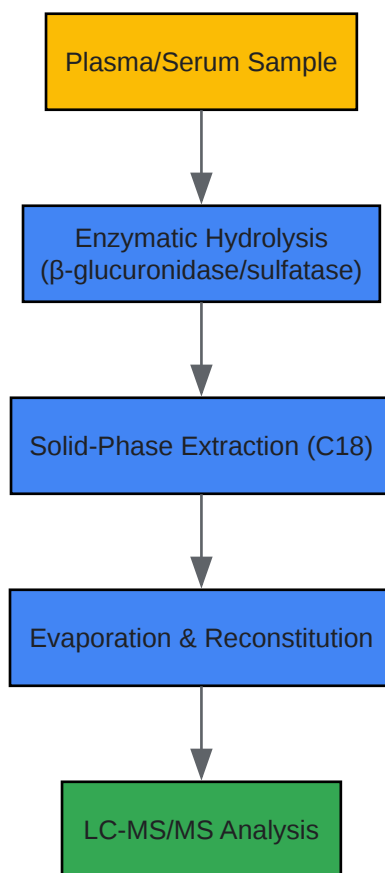 Plasma/Serum Sample
Enzymatic Hydrolysis
(β-glucuronidase/sulfatase)
Solid-Phase Extraction (C18)
Evaporation & Reconstitution
LC-MS/MS Analysis